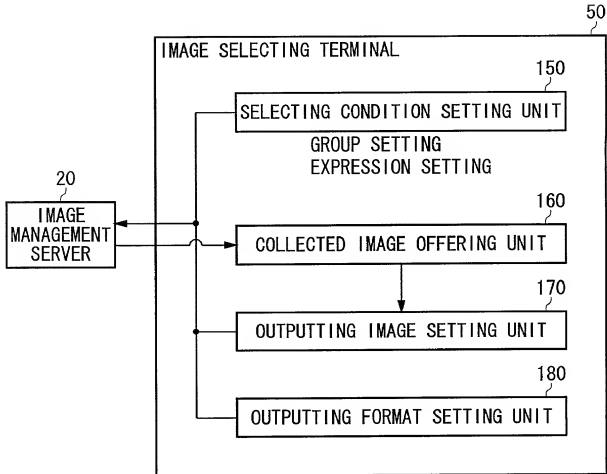 50
IMAGE SELECTING TERMINAL
150
SELECTING CONDITION SETTING UNIT
GROUP SETTING
EXPRESSION SETTING
20
IMAGE
MANAGEMENT
SERVER
160
COLLECTED IMAGE OFFERING UNIT
170
OUTPUTTING IMAGE SETTING UNIT
180
OUTPUTTING FORMAT SETTING UNIT